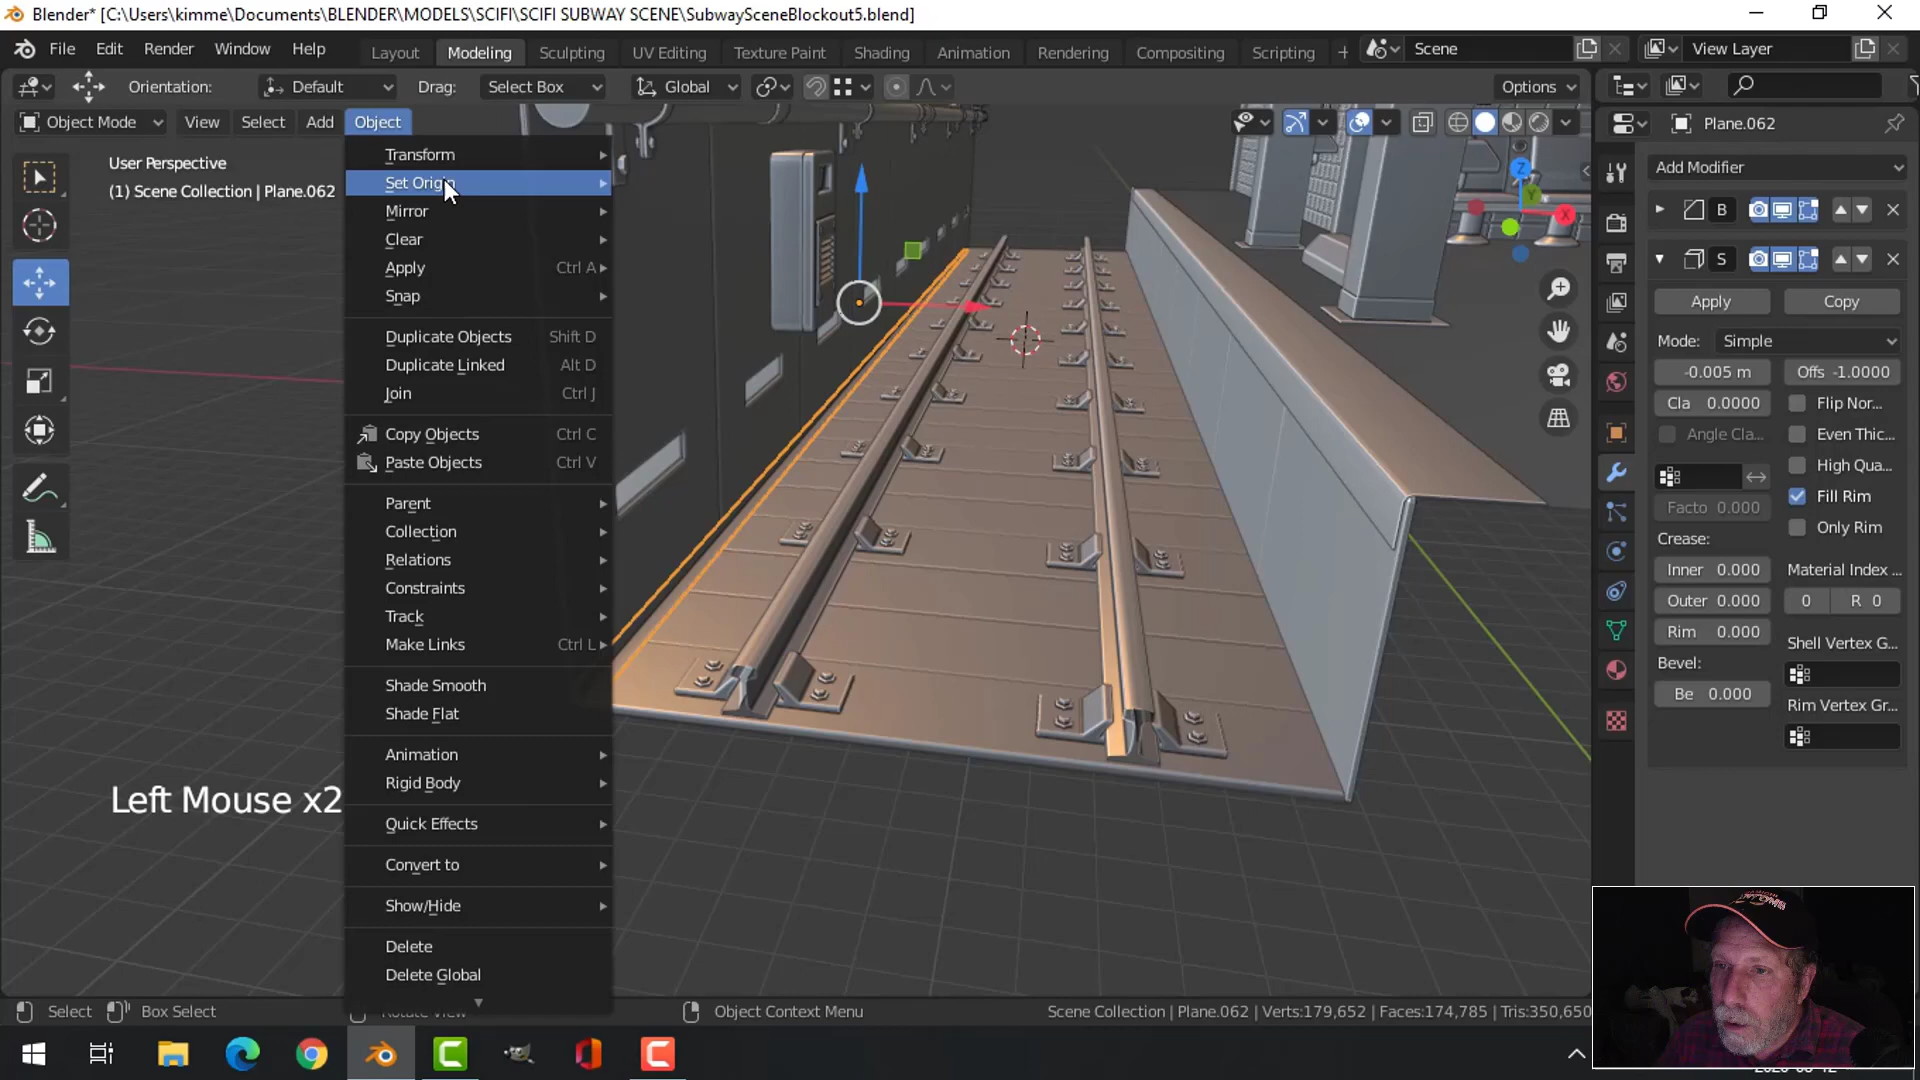 Blender* [C:\Users\kimme\Documents\BLENDER\MODELS\SCIFI\SCIFI SUBWAY SCENE\SubwaySceneBlockout5.blend]
File Edit Render Window Help Layout Modeling Sculpting UV Editing Texture Paint Shading Animation Rendering Compositing Scripting + Scene View Layer
Orientation: Default Drag: Select Box Global Options
Object Mode View Select Add Object Plane.062
User Perspective
(1) Scene Collection | Plane.062
Transform
Set Origin
Mirror
Clear
Apply Ctrl A
Snap
Duplicate Objects Shift D
Duplicate Linked Alt D
Join Ctrl J
Copy Objects Ctrl C
Paste Objects Ctrl V
Parent
Collection
Relations
Constraints
Track
Make Links Ctrl L
Shade Smooth
Shade Flat
Animation
Rigid Body
Quick Effects
Convert to
Show/Hide
Delete
Delete Global
Left Mouse x2
Z
Y
X
Add Modifier
B
S
Apply Copy
Mode: Simple
-0.005 m Offs -1.0000
Cla 0.0000 Flip Nor...
Angle Cla... Even Thic...
High Qua...
Facto 0.000 Fill Rim
Only Rim
Crease:
Inner 0.000 Material Index ...
Outer 0.000 0 R 0
Rim 0.000 Shell Vertex G...
Bevel:
Be 0.000 Rim Vertex Gr...
Select Box Select Rotate View Object Context Menu Scene Collection | Plane.062 | Verts:179,652 | Faces:174,785 | Tris:350,650